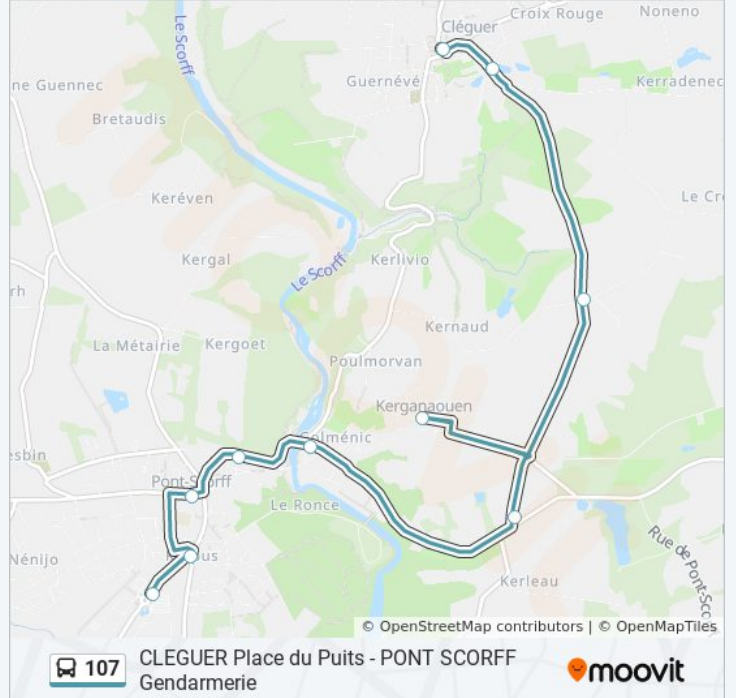 Croix Rouge
Noneno
Cléguer
Le Scorff
Guernévé
Kerradenec
ne Guennec
Bretaudis
Keréven
Le Cr
Kergal
Le Scorff
Kerlivio
rh
Kernaud
La Métairie
Kergoet
Poulmorvan
Kerganaouen
esbin
Pont-Scorff
Le Ronce
Rue de Pont-Sco
Nénijo
Kerleau
© OpenStreetMap contributors | © OpenMapTiles
107
CLEGUER Place du Puits - PONT SCORFF
Gendarmerie
moovit